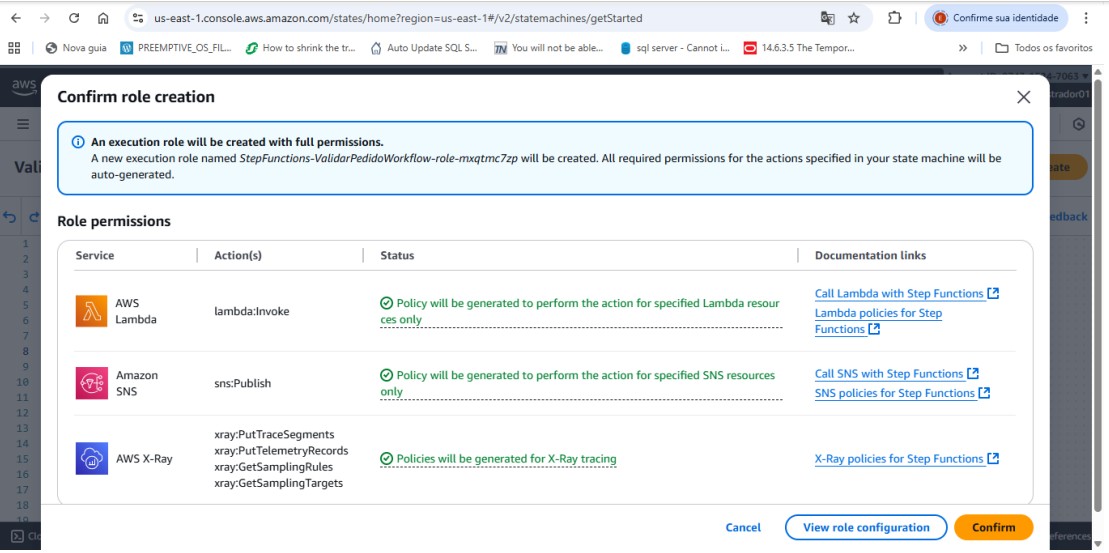 us-east-1.console.aws.amazon.com/states/home?region=us-east-1#/v2/statemachines/getStarted
Confirme sua identidade
Nova guia
PREEMPTIVE_OS_FIL...
How to shrink the tr...
Auto Update SQL S...
You will not be able...
sql server - Cannot i...
14.6.3.5 The Tempor...
»
Todos os favoritos
aws
-7063
trador01
Confirm role creation
Vali
eate
An execution role will be created with full permissions.
A new execution role named StepFunctions-ValidarPedidoWorkflow-role-mxqtmc7zp will be created. All required permissions for the actions specified in your state machine will be
auto-generated.
edback
Role permissions
Service
Action(s)
Status
Documentation links
AWS
Lambda
lambda:Invoke
Policy will be generated to perform the action for specified Lambda resour
ces only
Call Lambda with Step Functions
Lambda policies for Step
Functions
Amazon
SNS
sns:Publish
Policy will be generated to perform the action for specified SNS resources
only
Call SNS with Step Functions
SNS policies for Step Functions
AWS X-Ray
xray:PutTraceSegments
xray:PutTelemetryRecords
xray:GetSamplingRules
xray:GetSamplingTargets
Policies will be generated for X-Ray tracing
X-Ray policies for Step Functions
1
2
3
4
5
6
7
8
9
10
11
12
13
14
15
16
17
18
19
Cancel
View role configuration
Confirm
Clo
eferences